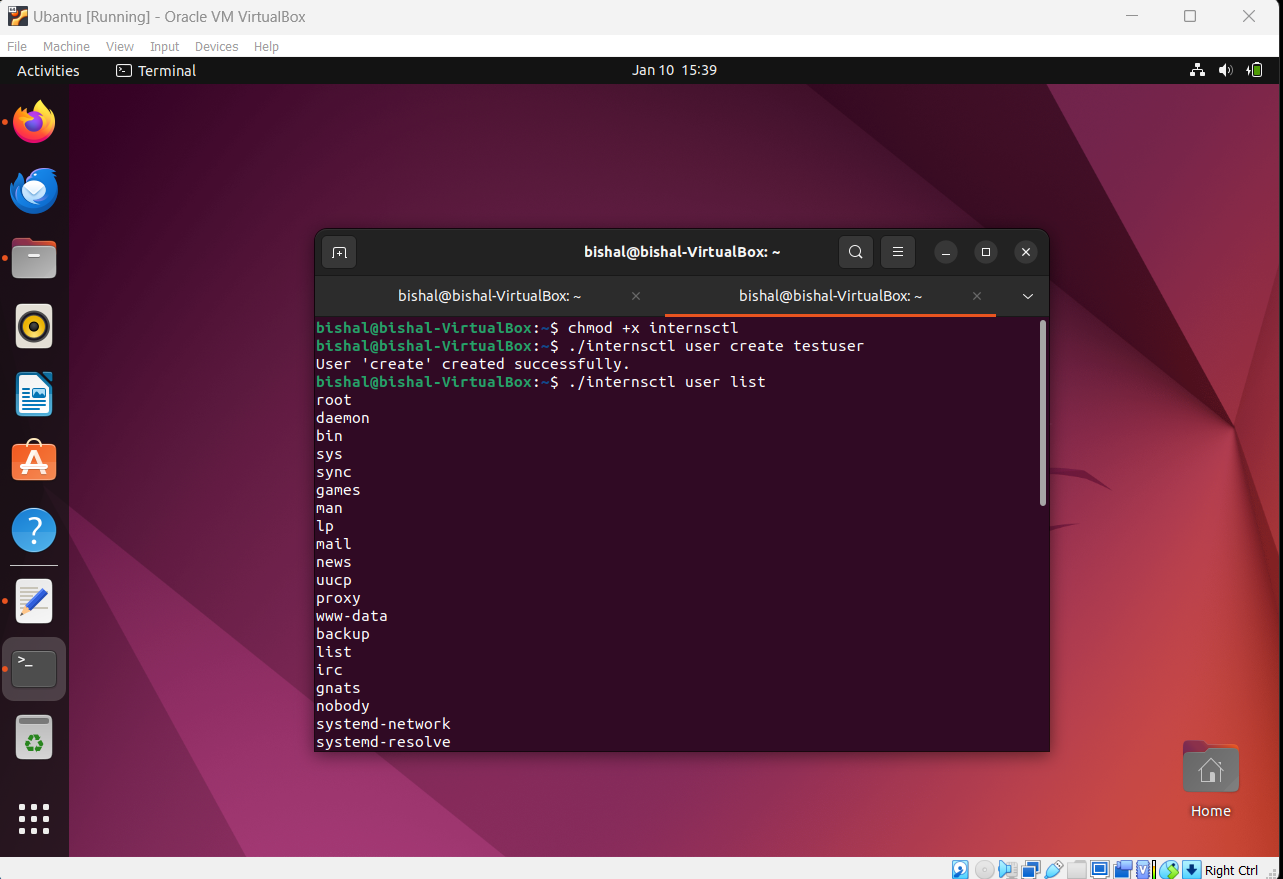 Ubantu [Running] - Oracle VM VirtualBox
File Machine View Input Devices Help
Activities Terminal Jan 10 15:39
bishal@bishal-VirtualBox: ~
bishal@bishal-VirtualBox: ~ bishal@bishal-VirtualBox: ~
bishal@bishal-VirtualBox:~$ chmod +x internsctl
bishal@bishal-VirtualBox:~$ ./internsctl user create testuser
User 'create' created successfully.
bishal@bishal-VirtualBox:~$ ./internsctl user list
root
daemon
bin
sys
sync
games
man
lp
mail
news
uucp
proxy
www-data
backup
list
irc
gnats
nobody
systemd-network
systemd-resolve
Home
Right Ctrl